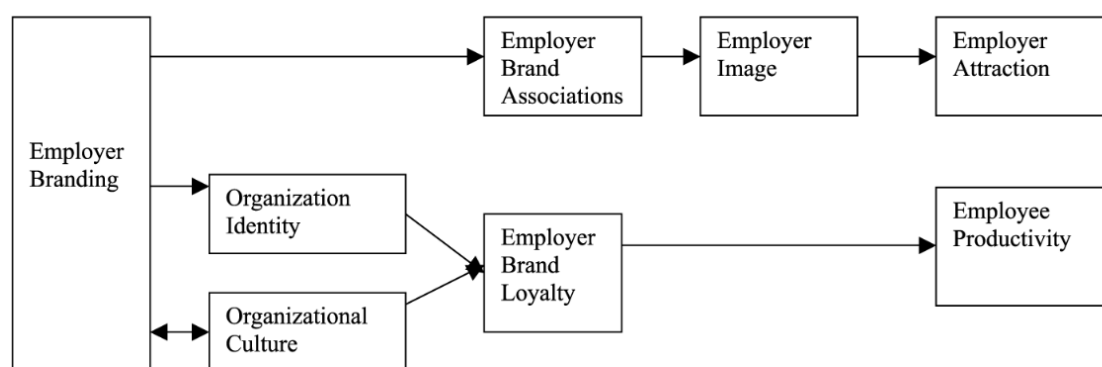 Employer
Branding
Employer
Brand
Associations
Employer
Image
Employer
Attraction
Organization
Identity
Organizational
Culture
Employer
Brand
Loyalty
Employee
Productivity